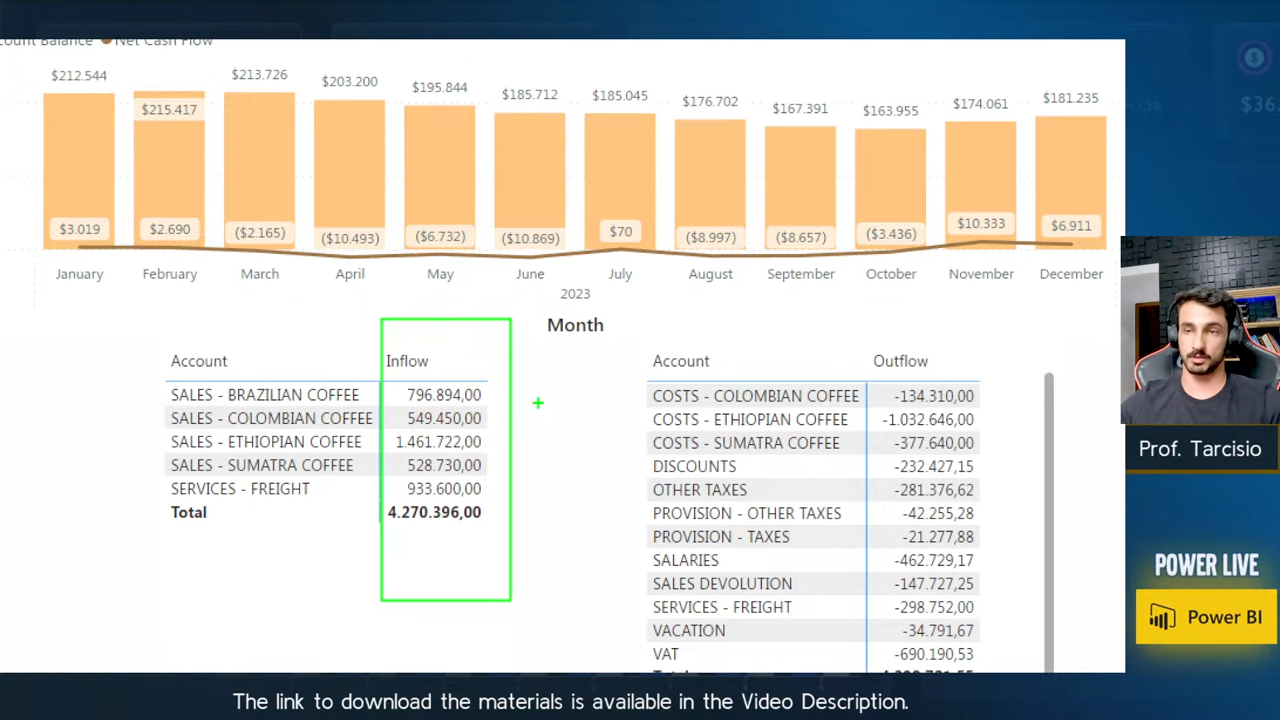 count Balance Net Cash Flow
$212.544 $215.417 $213.726 $203.200 $195.844 $185.712 $185.045 $176.702 $167.391 $163.955 $174.061 $181.235
$3.019 $2.690 ($2.165) ($10.493) ($6.732) ($10.869) $70 ($8.997) ($8.657) ($3.436) $10.333 $6.911
January February March April May June July August September October November December
2023
Month
Account Inflow
SALES - BRAZILIAN COFFEE 796.894,00
SALES - COLOMBIAN COFFEE 549.450,00
SALES - ETHIOPIAN COFFEE 1.461.722,00
SALES - SUMATRA COFFEE 528.730,00
SERVICES - FREIGHT 933.600,00
Total 4.270.396,00
Account Outflow
COSTS - COLOMBIAN COFFEE -134.310,00
COSTS - ETHIOPIAN COFFEE -1.032.646,00
COSTS - SUMATRA COFFEE -377.640,00
DISCOUNTS -232.427,15
OTHER TAXES -281.376,62
PROVISION - OTHER TAXES -42.255,28
PROVISION - TAXES -21.277,88
SALARIES -462.729,17
SALES DEVOLUTION -147.727,25
SERVICES - FREIGHT -298.752,00
VACATION -34.791,67
VAT -690.190,53
$
$36
Prof. Tarcisio
POWER LIVE
Power BI
The link to download the materials is available in the Video Description.